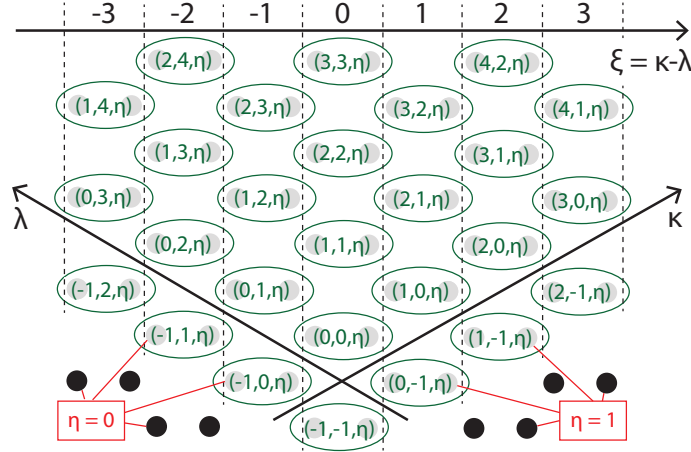 -3 -2 -1 0 1 2 3
ξ = κ-λ
(2,4,η) (3,3,η) (4,2,η)
(1,4,η) (2,3,η) (3,2,η) (4,1,η)
(1,3,η) (2,2,η) (3,1,η)
(0,3,η) (1,2,η) (2,1,η) (3,0,η)
λ κ
(0,2,η) (1,1,η) (2,0,η)
(-1,2,η) (0,1,η) (1,0,η) (2,-1,η)
(-1,1,η) (0,0,η) (1,-1,η)
(-1,0,η) (0,-1,η)
η = 0 (-1,-1,η) η = 1